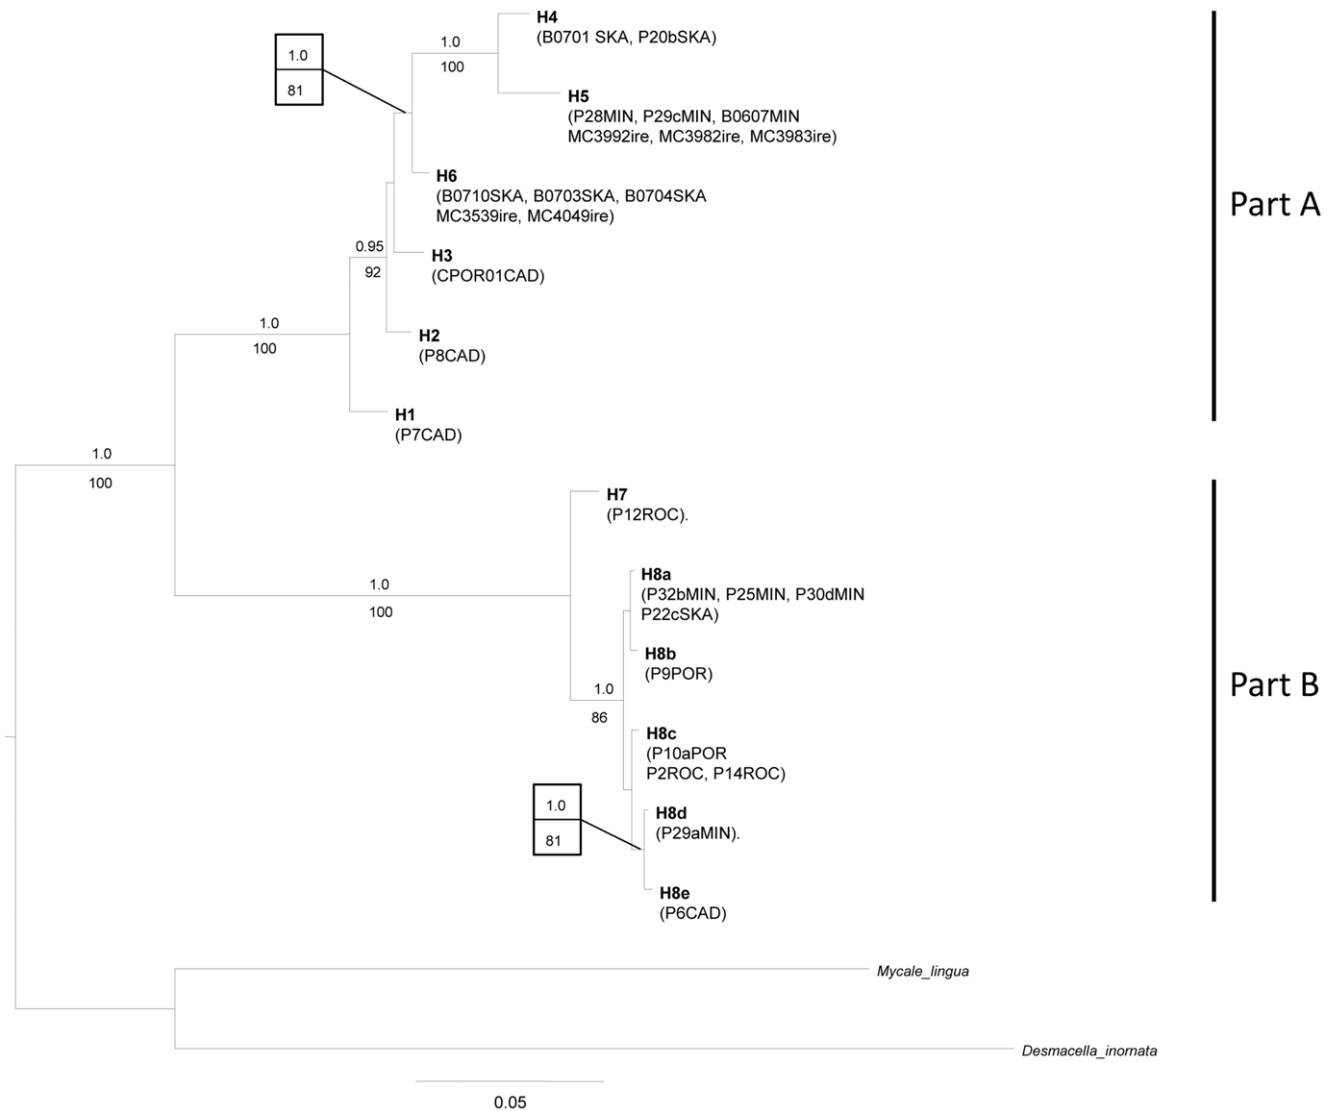 H4
(B0701 SKA, P20bSKA)
1.0
100
1.0
81
H5
(P28MIN, P29cMIN, B0607MIN
MC3992ire, MC3982ire, MC3983ire)
H6
(B0710SKA, B0703SKA, B0704SKA
MC3539ire, MC4049ire)
Part A
0.95
92
H3
(CPOR01CAD)
1.0
100
H2
(P8CAD)
H1
(P7CAD)
1.0
100
H7
(P12ROC).
1.0
100
H8a
(P32bMIN, P25MIN, P30dMIN
P22cSKA)
H8b
(P9POR)
1.0
86
Part B
H8c
(P10aPOR
P2ROC, P14ROC)
1.0
81
H8d
(P29aMIN).
H8e
(P6CAD)
Mycale_lingua
Desmacella_inornata
0.05